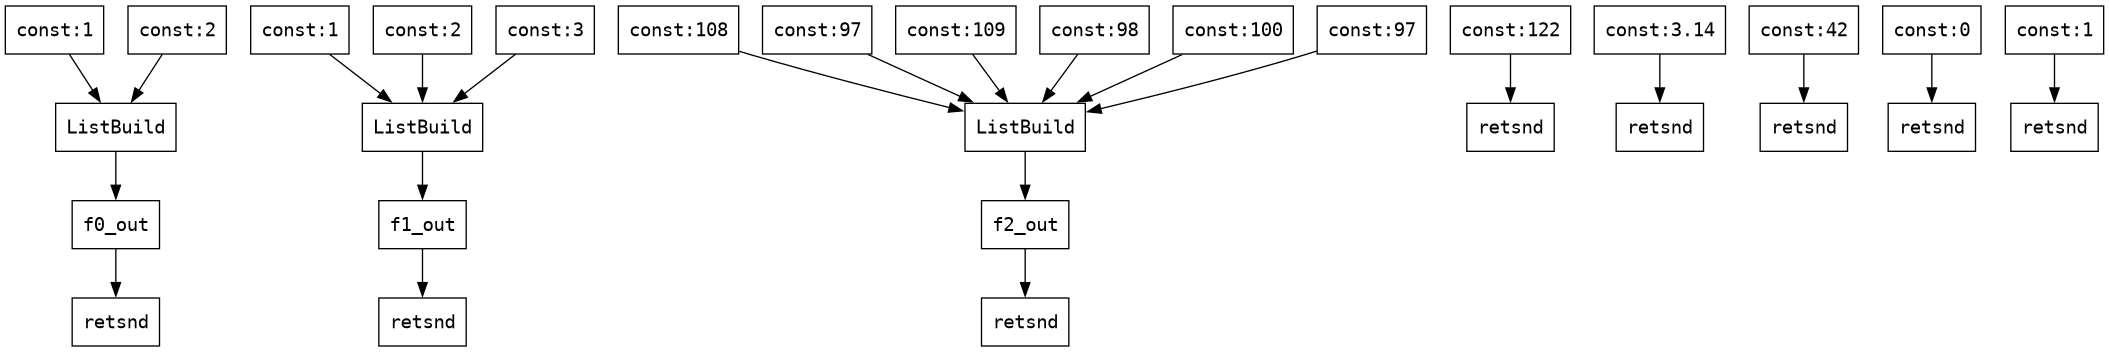 const:1
const:2
const:1
const:2
const:3
const:108
const:97
const:109
const:98
const:100
const:97
const:122
const:3.14
const:42
const:0
const:1
ListBuild
ListBuild
ListBuild
retsnd
retsnd
retsnd
retsnd
retsnd
f0_out
f1_out
f2_out
retsnd
retsnd
retsnd